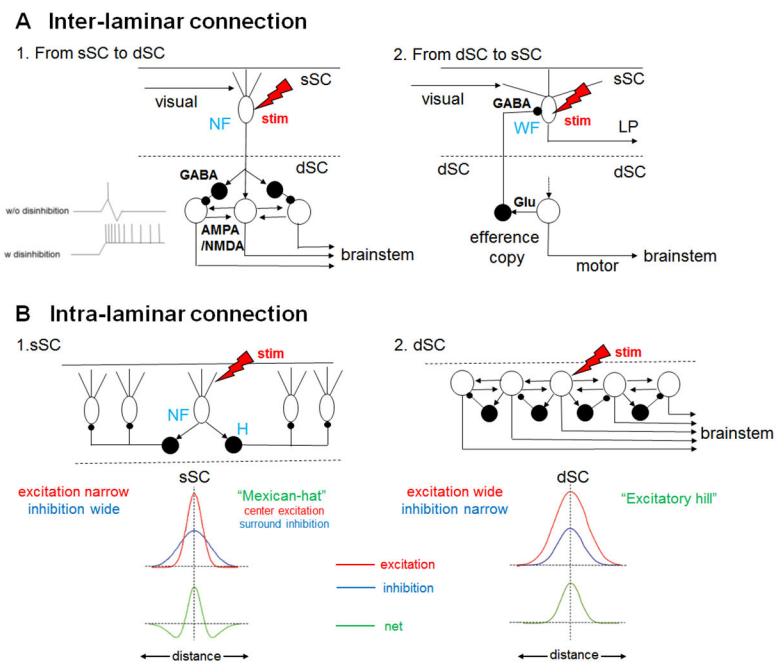 A Inter-laminar connection
1. From sSC to dSC
sSC
visual
stim
NF
dSC
GABA
w/o disinhibition
w disinhibition
AMPA
/NMDA
brainstem
2. From dSC to sSC
sSC
visual
GABA
stim
WF
LP
dSC
dSC
Glu
efference
copy
motor
brainstem
B Intra-laminar connection
1.sSC
stim
NF
H
sSC
excitation narrow
inhibition wide
"Mexican-hat"
center excitation
surround inhibition
distance
2. dSC
stim
brainstem
dSC
excitation wide
inhibition narrow
"Excitatory hill"
excitation
inhibition
net
distance